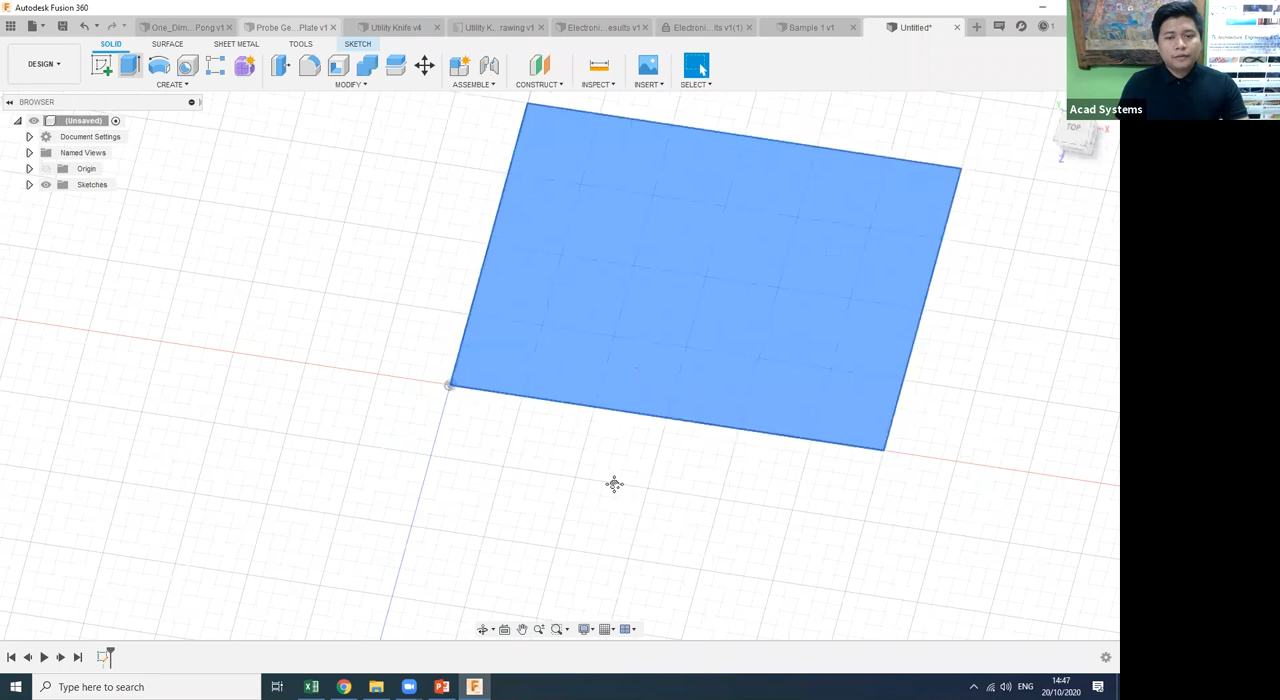 Autodesk Fusion 360
One_Dim... Pong v1
Probe Ge... Plate v1
Utility Knife v4
Utility K...rawing v1
Electroni...esults v1
Electroni...lts v1(1)
Sample 1 v1
Untitled*
1
SOLID SURFACE SHEET METAL TOOLS SKETCH
DESIGN
CREATE MODIFY ASSEMBLE CONSTRUCT INSPECT INSERT SELECT
BROWSER
(Unsaved)
Document Settings
Named Views
Origin
Sketches
TOP
X
Y
Z
Acad Systems
Type here to search
ENG
14:47
20/10/2020